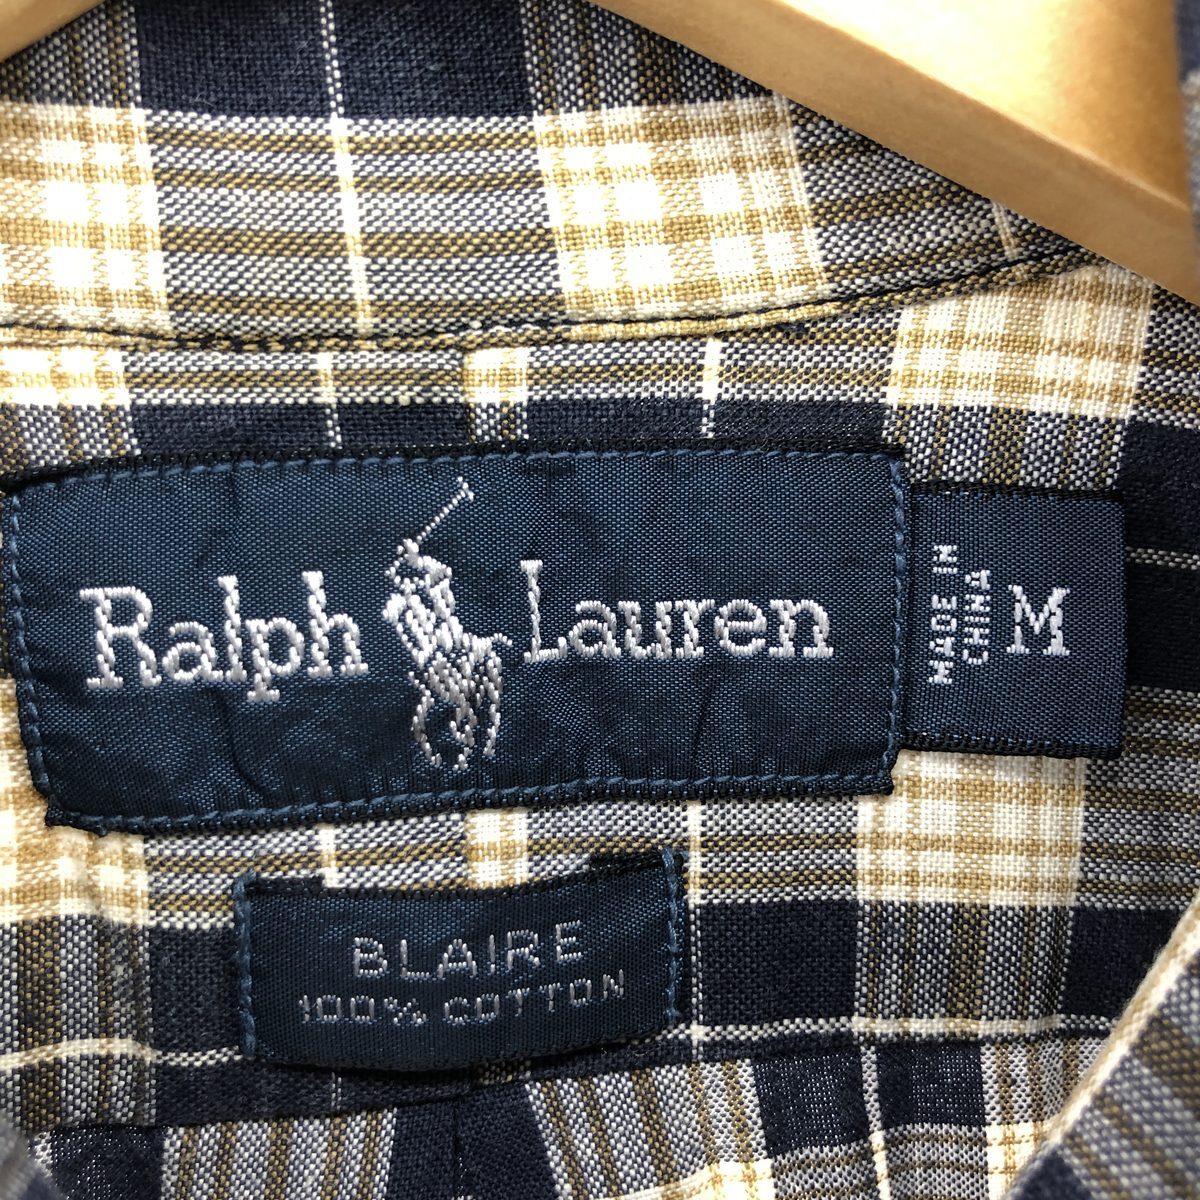 Ralph Lauren
MADE IN
CHINA
M
BLAIRE
100% COTTON